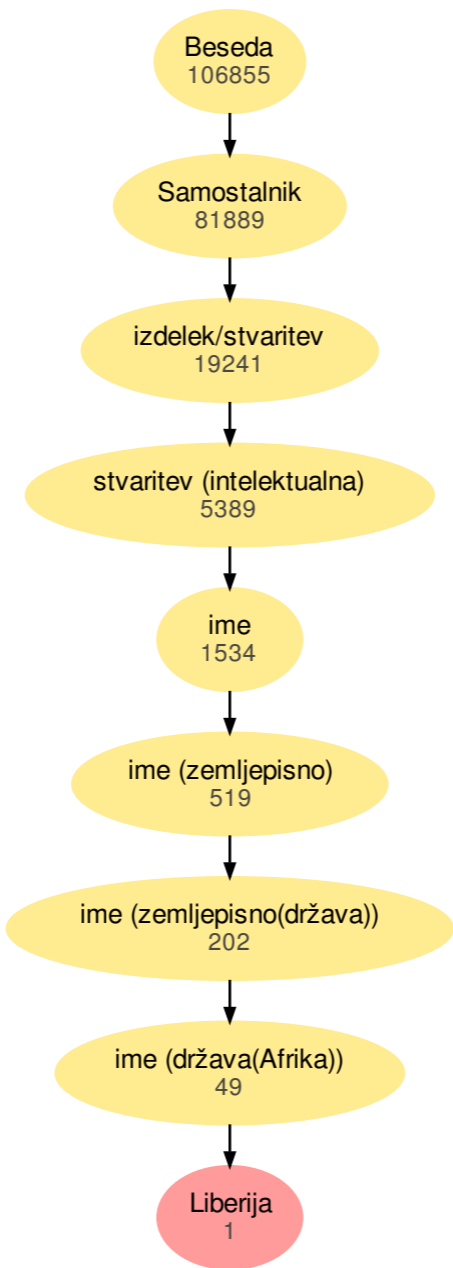 Beseda
106855
Samostalnik
81889
izdelek/stvaritev
19241
stvaritev (intelektualna)
5389
ime
1534
ime (zemljepisno)
519
ime (zemljepisno(država))
202
ime (država(Afrika))
49
Liberija
1